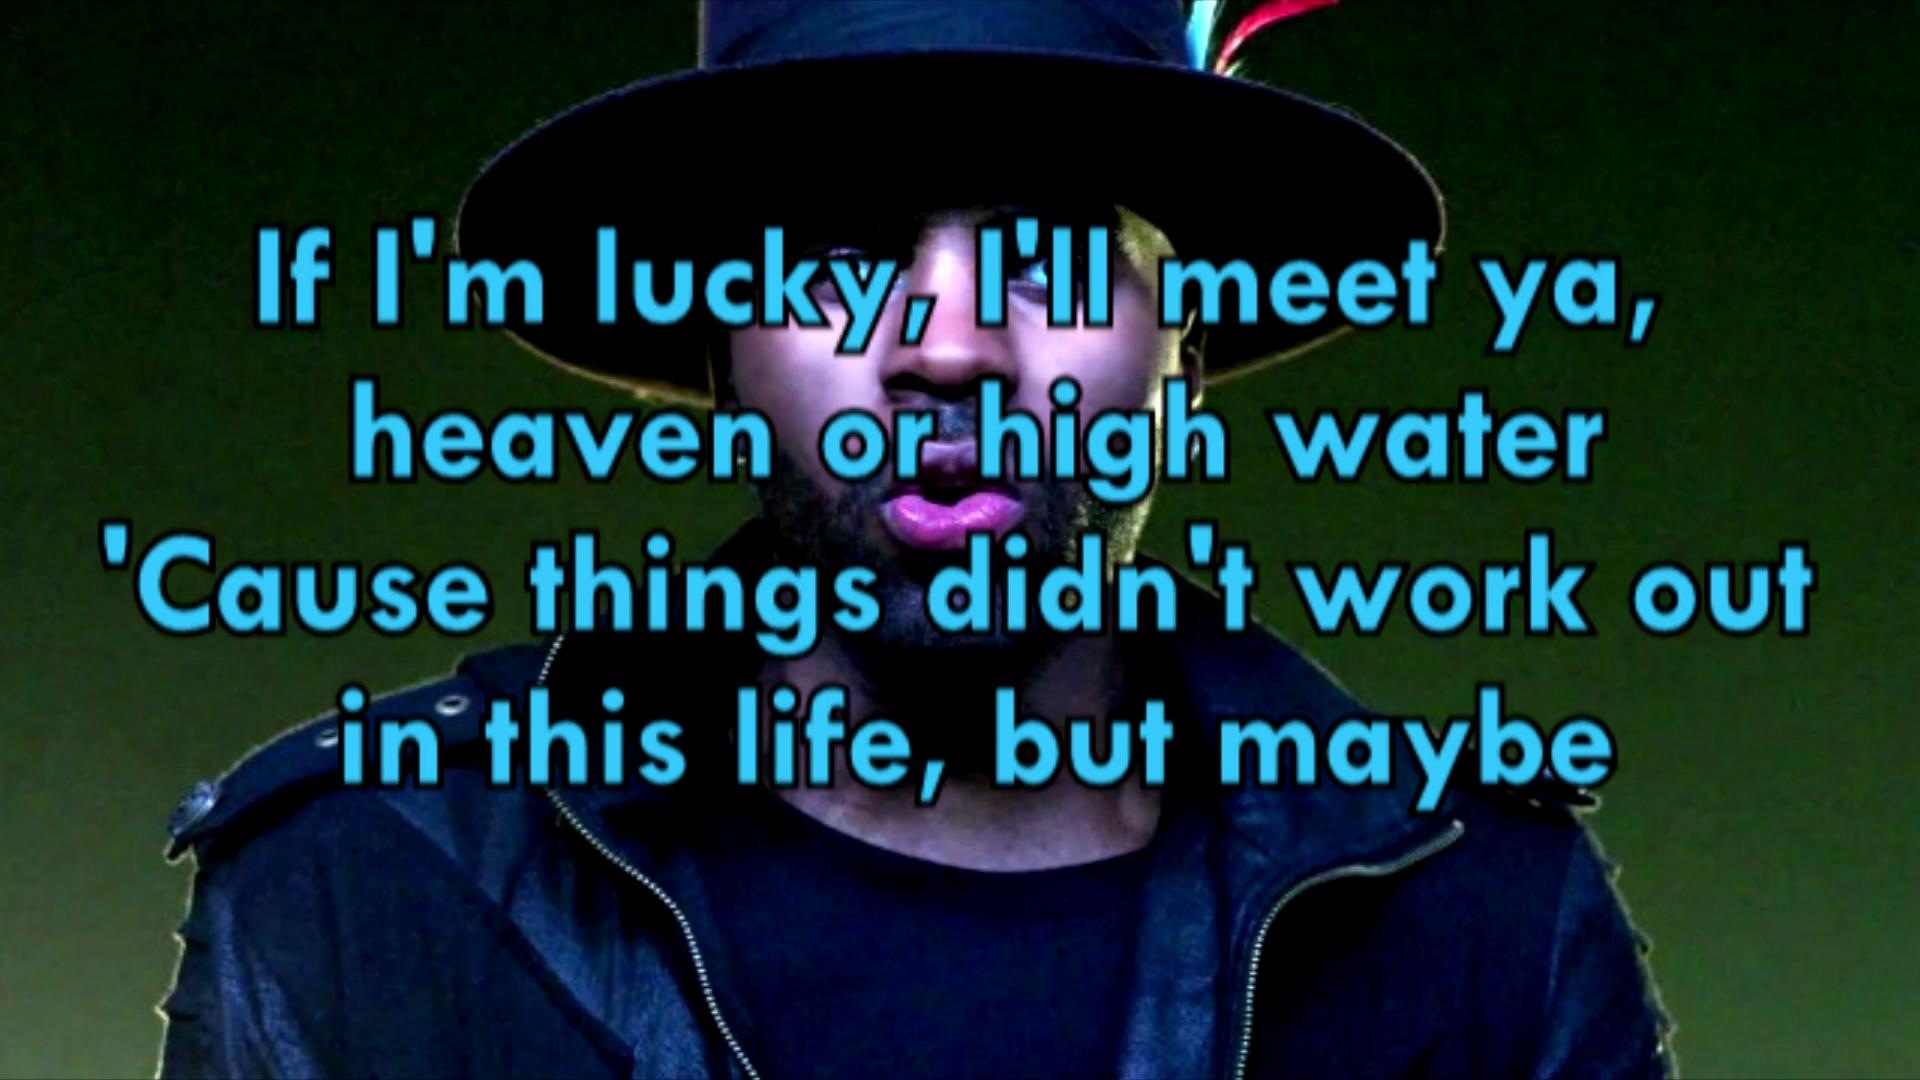 If I'm lucky, I'll meet ya,
heaven or high water
'Cause things didn't work out
in this life, but maybe